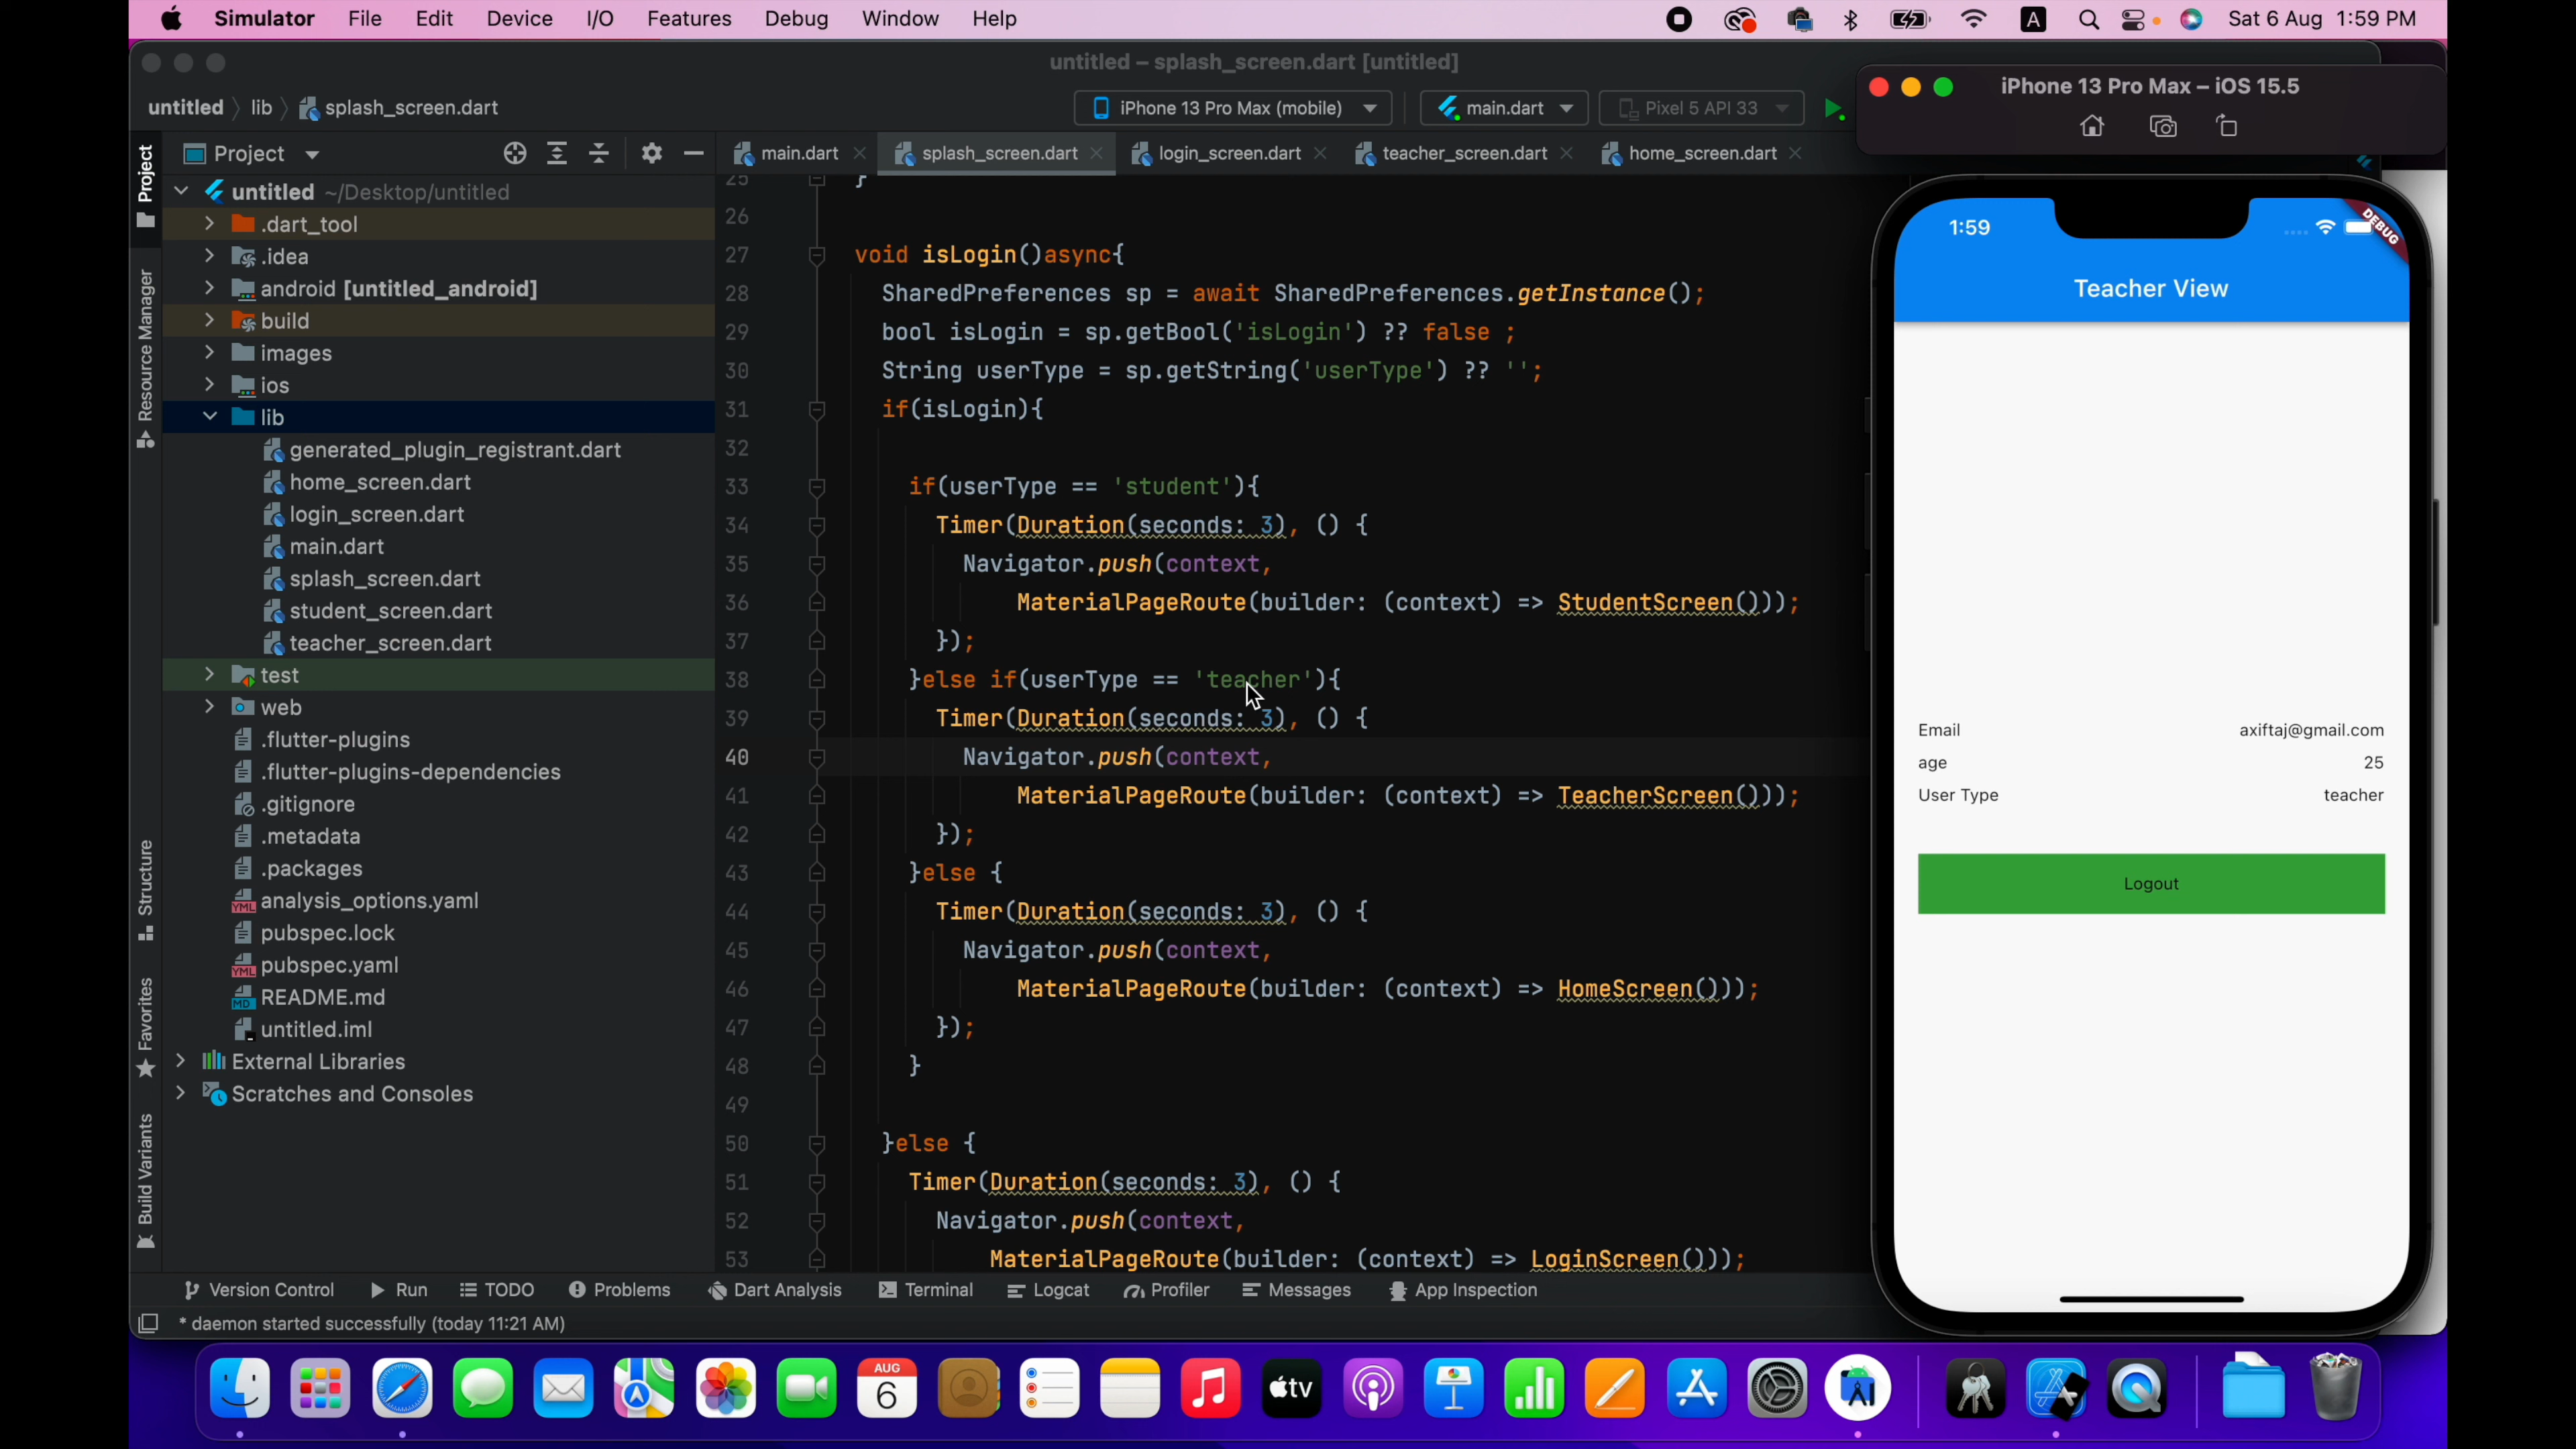 Simulator File Edit Device I/O Features Debug Window Help
A Sat 6 Aug 1:59 PM
untitled – splash_screen.dart [untitled]
untitled lib splash_screen.dart
iPhone 13 Pro Max (mobile) main.dart Pixel 5 API 33
iPhone 13 Pro Max – iOS 15.5
Project
main.dart splash_screen.dart login_screen.dart teacher_screen.dart home_screen.dart
Project
Resource Manager
Structure
Favorites
Build Variants
untitled ~/Desktop/untitled
.dart_tool
.idea
android [untitled_android]
build
images
ios
lib
generated_plugin_registrant.dart
home_screen.dart
login_screen.dart
main.dart
splash_screen.dart
student_screen.dart
teacher_screen.dart
test
web
.flutter-plugins
.flutter-plugins-dependencies
.gitignore
.metadata
.packages
YML analysis_options.yaml
pubspec.lock
YML pubspec.yaml
MD README.md
untitled.iml
External Libraries
Scratches and Consoles
25 }
26
27 void isLogin()async{
28 SharedPreferences sp = await SharedPreferences.getInstance();
29 bool isLogin = sp.getBool('isLogin') ?? false ;
30 String userType = sp.getString('userType') ?? '';
31 if(isLogin){
32
33 if(userType == 'student'){
34 Timer(Duration(seconds: 3), () {
35 Navigator.push(context,
36 MaterialPageRoute(builder: (context) => StudentScreen()));
37 });
38 }else if(userType == 'teacher'){
39 Timer(Duration(seconds: 3), () {
40 Navigator.push(context,
41 MaterialPageRoute(builder: (context) => TeacherScreen()));
42 });
43 }else {
44 Timer(Duration(seconds: 3), () {
45 Navigator.push(context,
46 MaterialPageRoute(builder: (context) => HomeScreen()));
47 });
48 }
49
50 }else {
51 Timer(Duration(seconds: 3), () {
52 Navigator.push(context,
53 MaterialPageRoute(builder: (context) => LoginScreen()));
1:59
DEBUG
Teacher View
Email axiftaj@gmail.com
age 25
User Type teacher
Logout
Version Control Run TODO Problems Dart Analysis Terminal Logcat Profiler Messages App Inspection
* daemon started successfully (today 11:21 AM)
AUG
6
tv